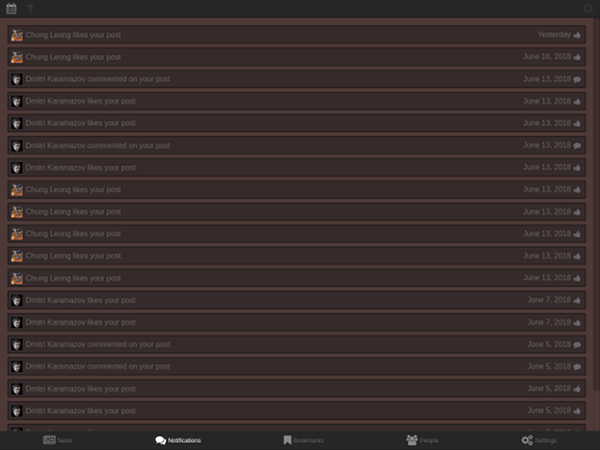 Chung Leong likes your post Yesterday
Chung Leong likes your post June 16, 2018
Dmitri Karamazov commented on your post June 13, 2018
Dmitri Karamazov likes your post June 13, 2018
Dmitri Karamazov likes your post June 13, 2018
Dmitri Karamazov commented on your post June 13, 2018
Dmitri Karamazov likes your post June 13, 2018
Chung Leong likes your post June 13, 2018
Chung Leong likes your post June 13, 2018
Chung Leong likes your post June 13, 2018
Chung Leong likes your post June 13, 2018
Chung Leong likes your post June 13, 2018
Dmitri Karamazov likes your post June 7, 2018
Dmitri Karamazov likes your post June 7, 2018
Dmitri Karamazov commented on your post June 5, 2018
Dmitri Karamazov commented on your post June 5, 2018
Dmitri Karamazov likes your post June 5, 2018
Dmitri Karamazov likes your post June 5, 2018
News Notifications Bookmarks People Settings